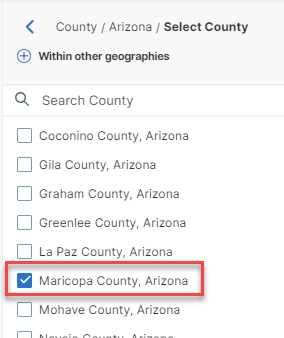 County / Arizona / Select County
Within other geographies
Search County
Coconino County, Arizona
Gila County, Arizona
Graham County, Arizona
Greenlee County, Arizona
La Paz County, Arizona
Maricopa County, Arizona
Mohave County, Arizona